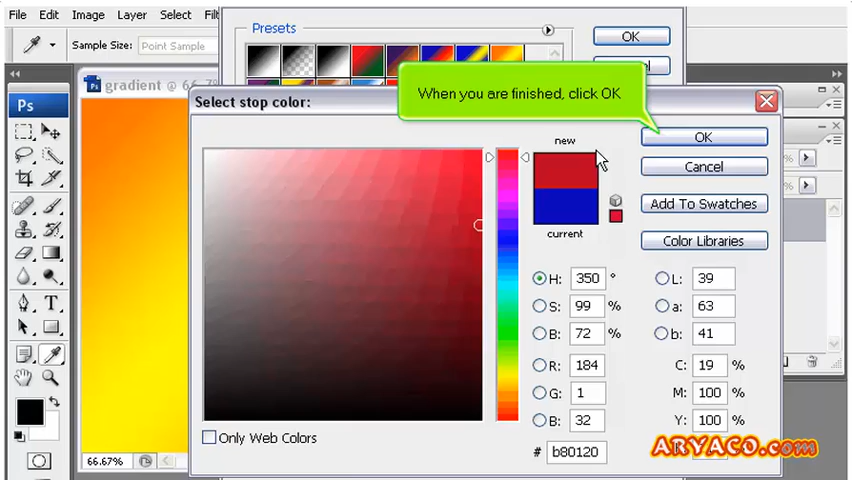 File Edit Image Layer Select
Sample Size: Point Sample
Presets
OK
gradient @ 66.7%
Ps
Select stop color:
When you are finished, click OK
new
OK
Cancel
Add To Swatches
current
Color Libraries
H: 350 °
L: 39
S: 99 %
a: 63
B: 72 %
b: 41
R: 184
C: 19 %
G: 1
M: 100 %
B: 32
Y: 100 %
Only Web Colors
# b80120
ARYACO.com
66.67%